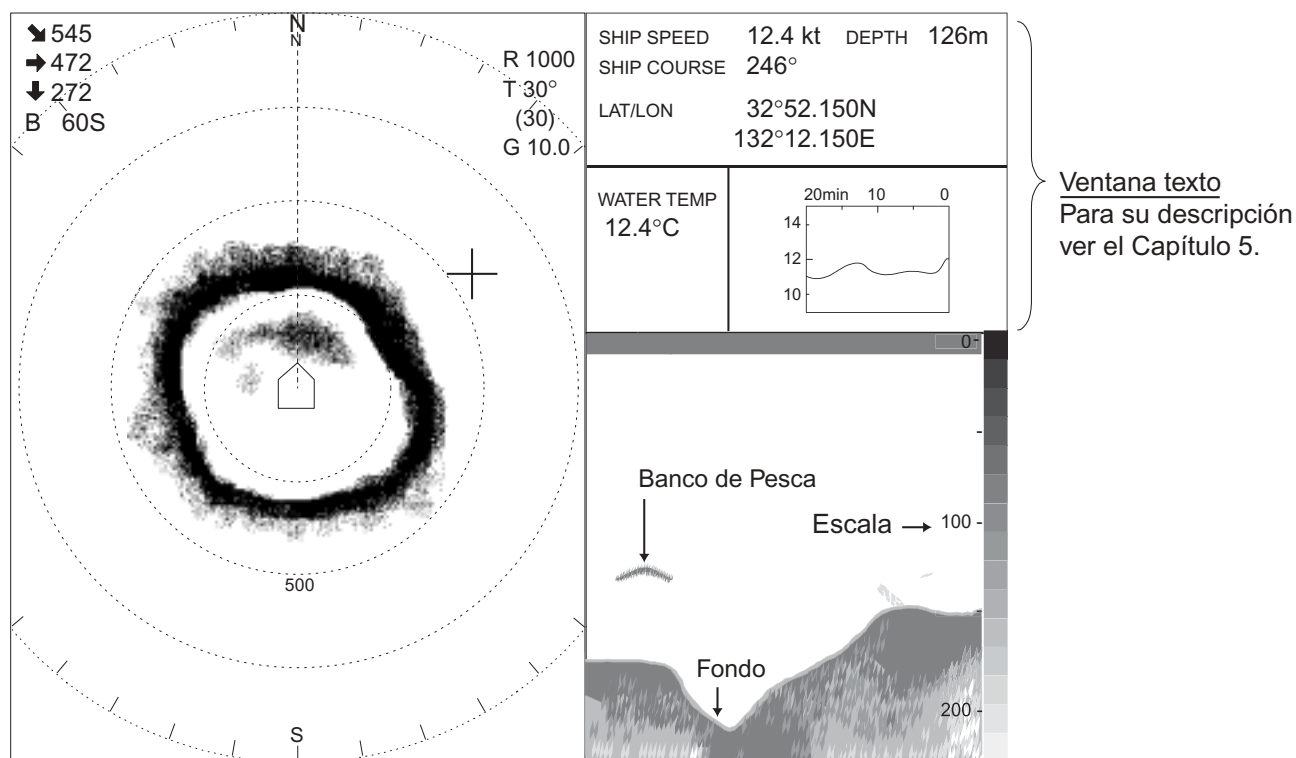 545
472
272
B 60S
N
N
R 1000
T 30°
(30)
G 10.0
500
S
SHIP SPEED 12.4 kt DEPTH 126m
SHIP COURSE 246°
LAT/LON 32°52.150N
132°12.150E
WATER TEMP
12.4°C
20min 10 0
14
12
10
Ventana texto
Para su descripción
ver el Capítulo 5.
0
Banco de Pesca
Escala
100
Fondo
200